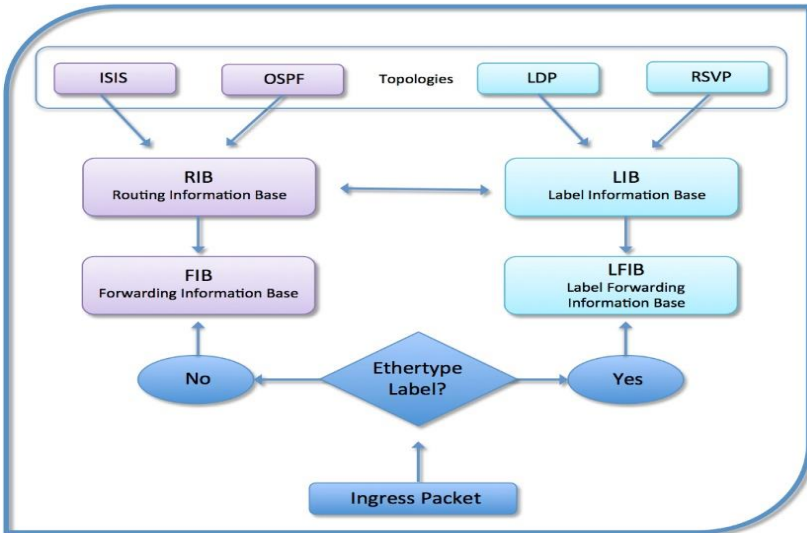 ISIS
OSPF
Topologies
LDP
RSVP
RIB
Routing Information Base
LIB
Label Information Base
FIB
Forwarding Information Base
LFIB
Label Forwarding
Information Base
No
Ethertype
Label?
Yes
Ingress Packet